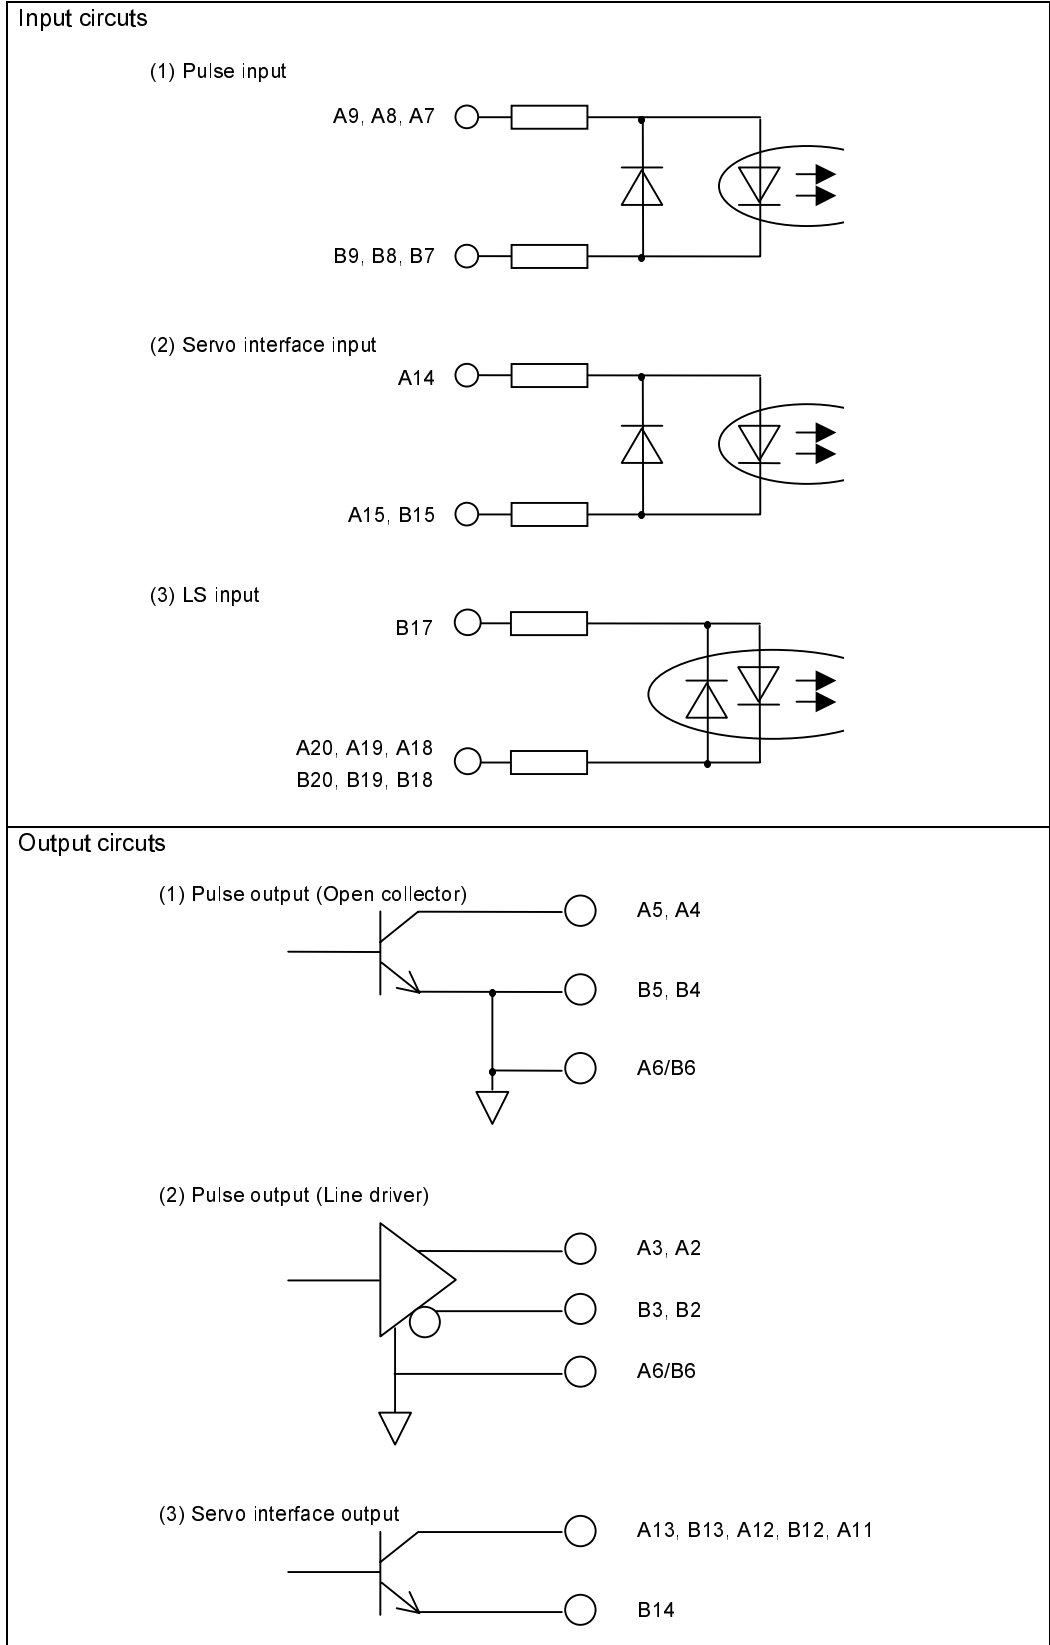 Input circuts
(1) Pulse input
A9, A8, A7
B9, B8, B7
(2) Servo interface input
A14
A15, B15
(3) LS input
B17
A20, A19, A18
B20, B19, B18
Output circuts
(1) Pulse output (Open collector)
A5, A4
B5, B4
A6/B6
(2) Pulse output (Line driver)
A3, A2
B3, B2
A6/B6
(3) Servo interface output
A13, B13, A12, B12, A11
B14